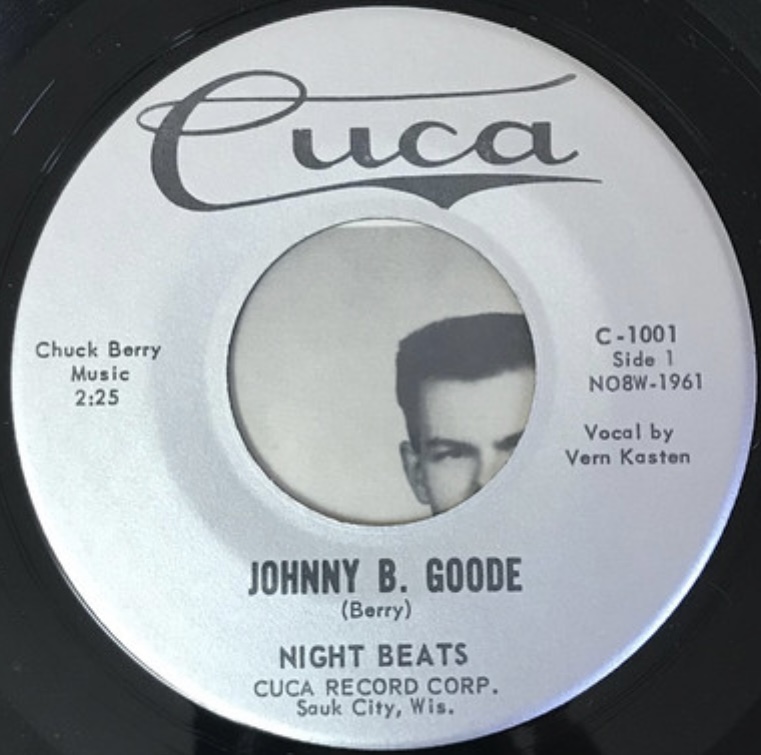 Cuca
Chuck Berry
Music
2:25
C-1001
Side 1
NO8W-1961
Vocal by
Vern Kasten
JOHNNY B. GOODE
(Berry)
NIGHT BEATS
CUCA RECORD CORP.
Sauk City, Wis.